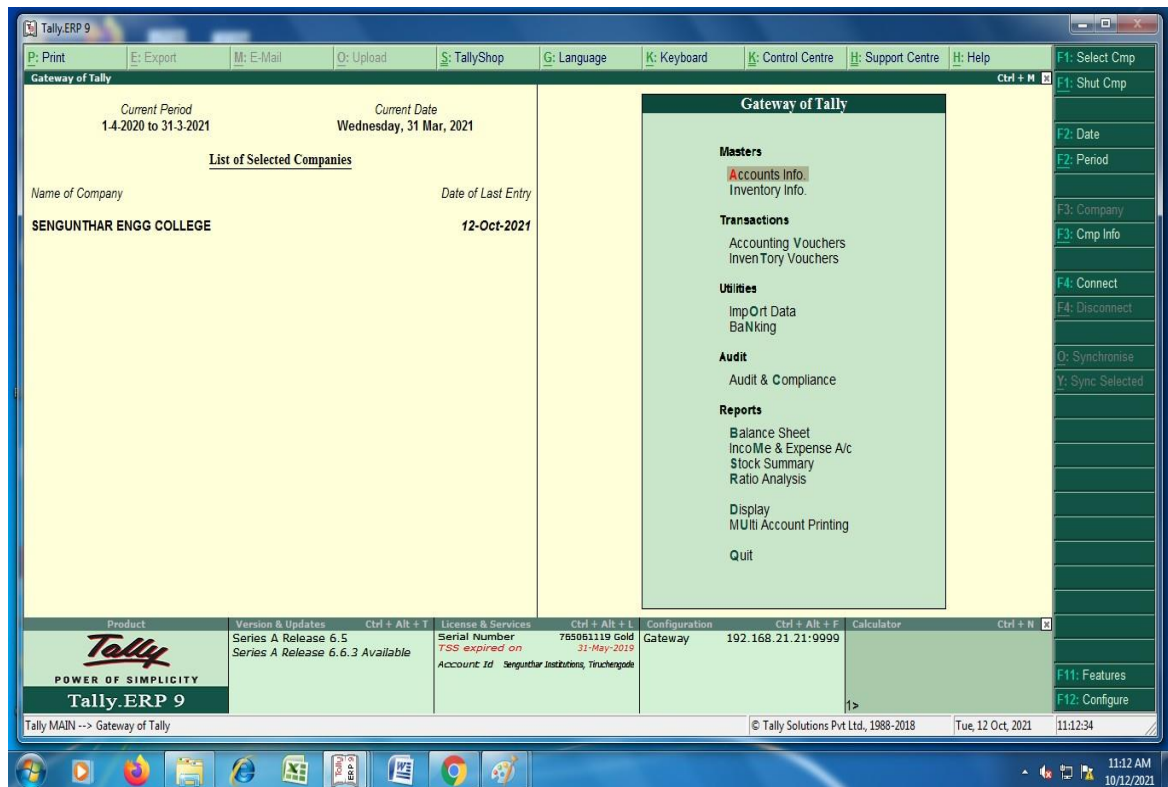 Tally.ERP 9
P: Print E: Export M: E-Mail O: Upload S: TallyShop G: Language K: Keyboard K: Control Centre H: Support Centre H: Help
Gateway of Tally Ctrl + M
Current Period Current Date
1-4-2020 to 31-3-2021 Wednesday, 31 Mar, 2021
List of Selected Companies
Name of Company Date of Last Entry
SENGUNTHAR ENGG COLLEGE 12-Oct-2021
Gateway of Tally
Masters
Accounts Info.
Inventory Info.
Transactions
Accounting Vouchers
InvenTory Vouchers
Utilities
ImpOrt Data
BaNking
Audit
Audit & Compliance
Reports
Balance Sheet
IncoMe & Expense A/c
Stock Summary
Ratio Analysis
Display
MUlti Account Printing
Quit
F1: Select Cmp
F1: Shut Cmp
F2: Date
F2: Period
F3: Company
F3: Cmp Info
F4: Connect
F4: Disconnect
O: Synchronise
Y: Sync Selected
F11: Features
F12: Configure
Product
Tally
POWER OF SIMPLICITY
Tally.ERP 9
Version & Updates Ctrl + Alt + T
Series A Release 6.5
Series A Release 6.6.3 Available
License & Services Ctrl + Alt + L
Serial Number 765061119 Gold
TSS expired on 31-May-2019
Account Id Sengunthar Institutions, Tiruchengode
Configuration Ctrl + Alt + F
Gateway 192.168.21.21:9999
Calculator Ctrl + N
1>
Tally MAIN --> Gateway of Tally © Tally Solutions Pvt Ltd., 1988-2018 Tue, 12 Oct, 2021 11:12:34
11:12 AM
10/12/2021